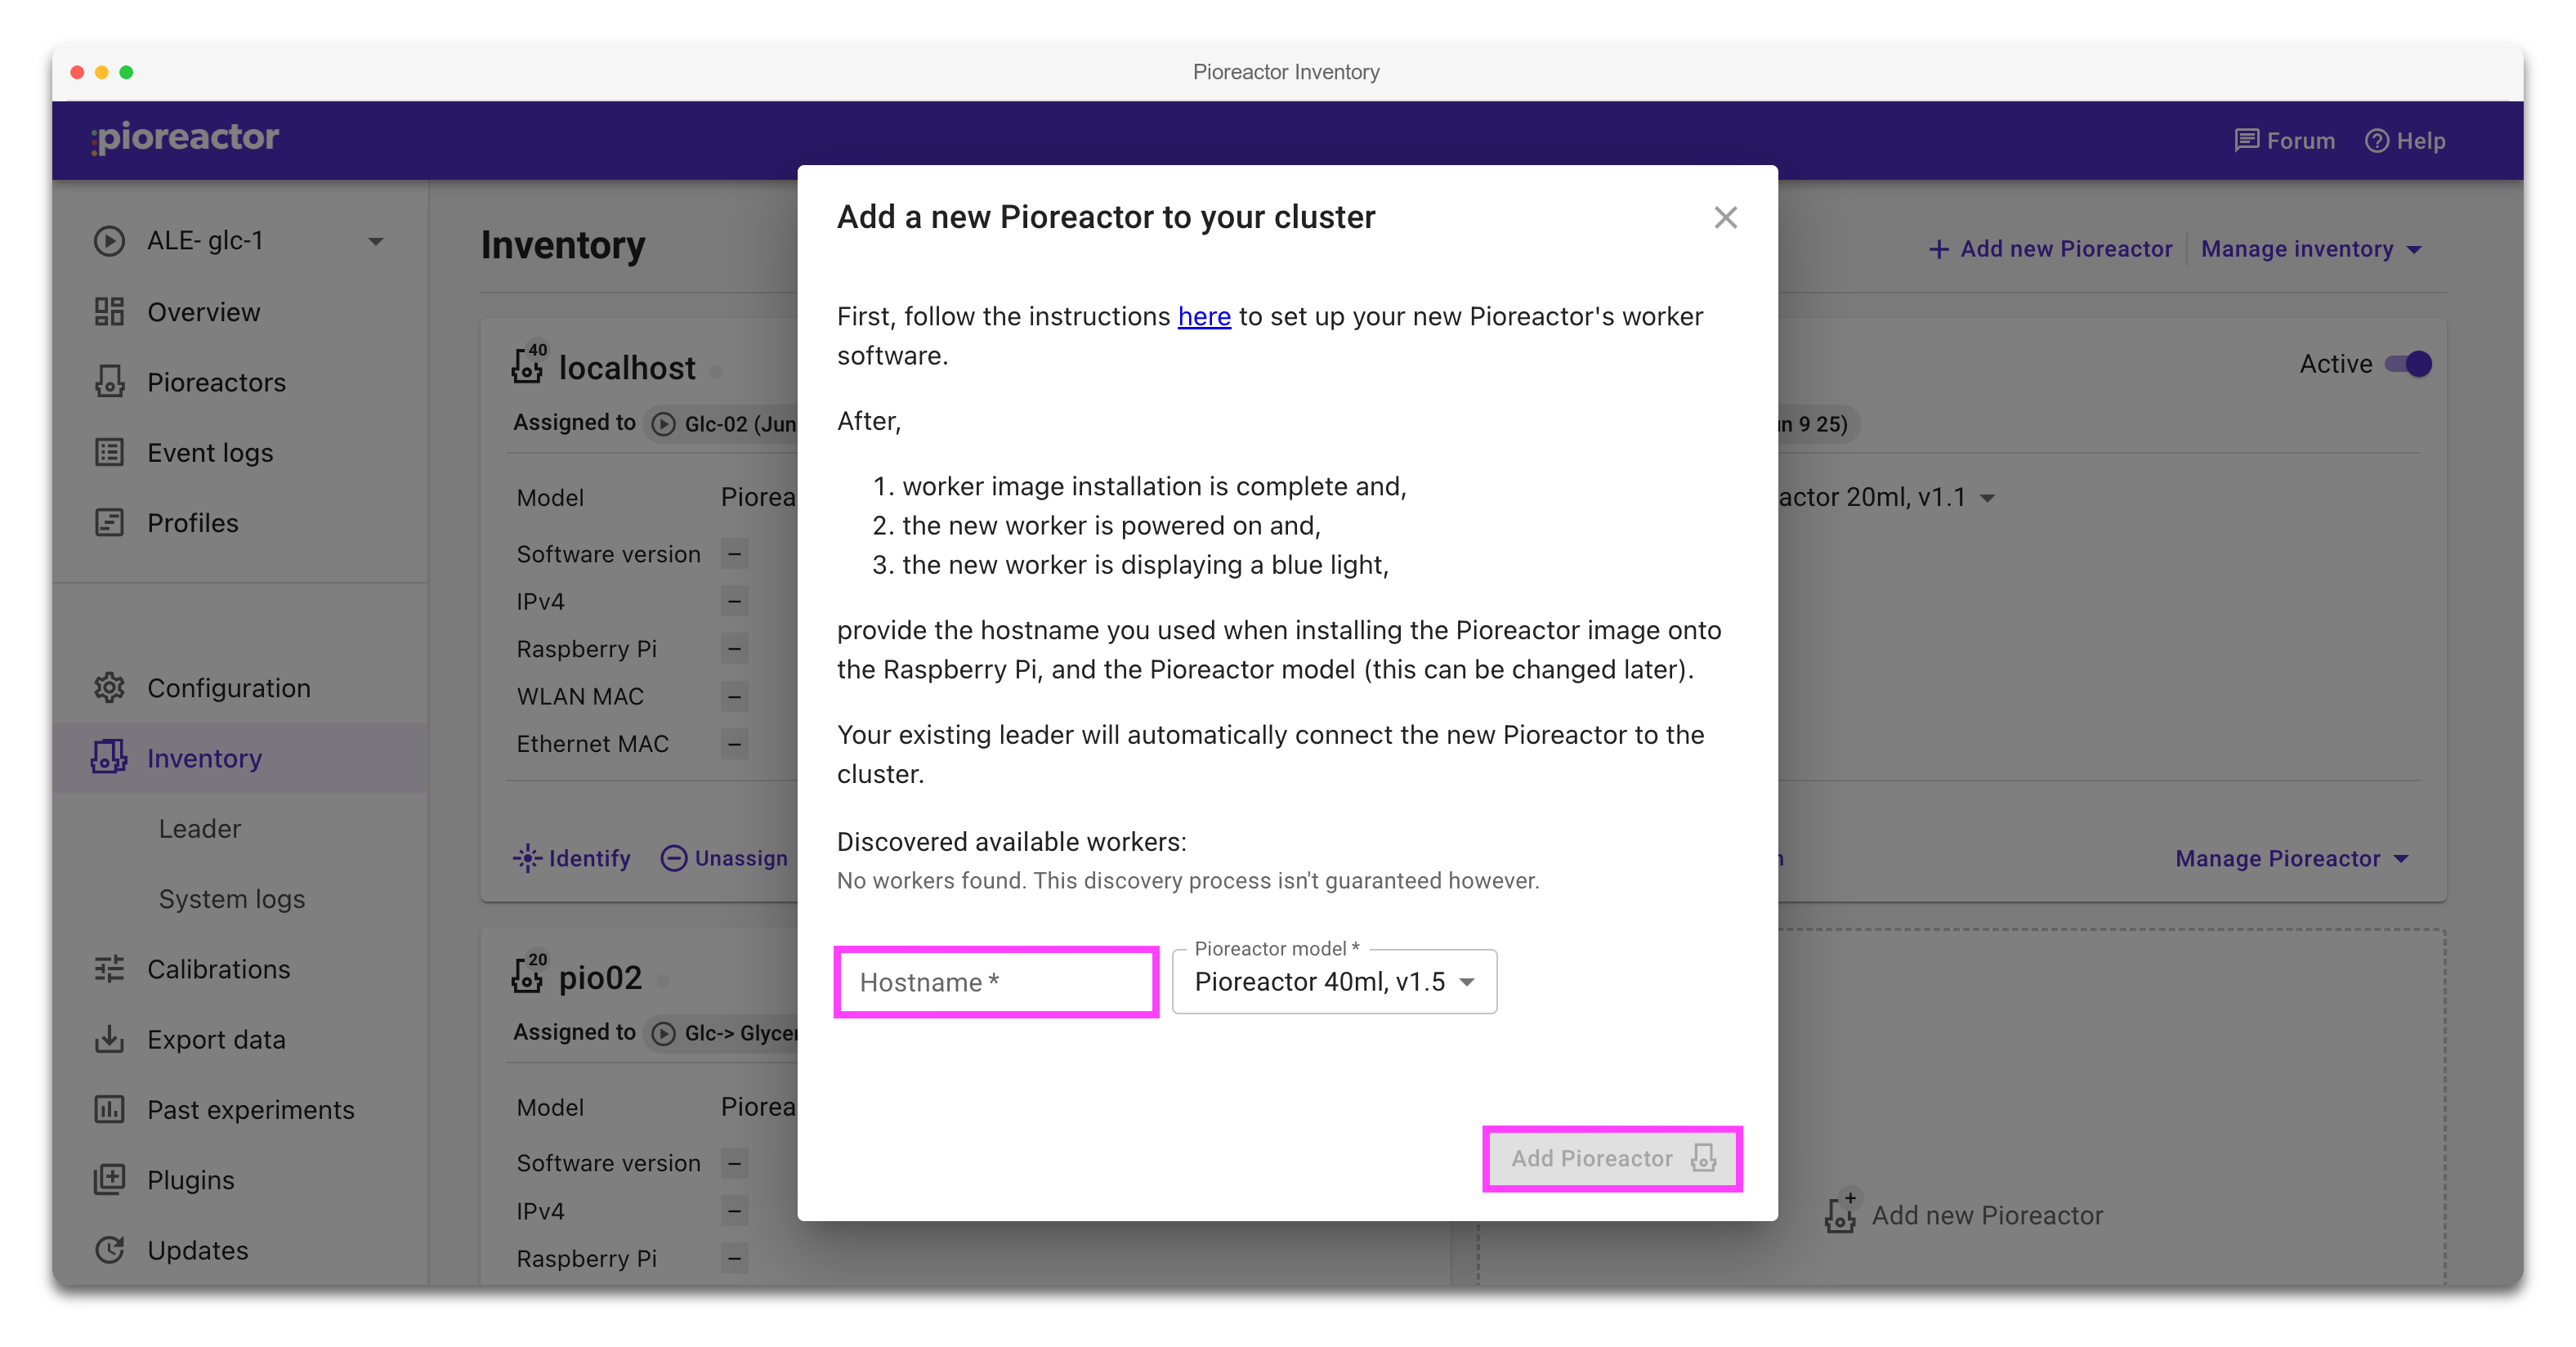 Pioreactor Inventory
pioreactor
Forum
Help
ALE- glc-1
Overview
Pioreactors
Event logs
Profiles
Configuration
Inventory
Leader
System logs
Calibrations
Export data
Past experiments
Plugins
Updates
Inventory
+ Add new Pioreactor
Manage inventory
40
localhost
Assigned to
Glc-02 (Jun
Model
Piorea
Software version
–
IPv4
–
Raspberry Pi
–
WLAN MAC
–
Ethernet MAC
–
Identify
Unassign
20
pio02
Assigned to
Glc-> Glycer
Model
Piorea
Software version
–
IPv4
–
Raspberry Pi
–
Add a new Pioreactor to your cluster
First, follow the instructions here to set up your new Pioreactor's worker
software.
After,
1. worker image installation is complete and,
2. the new worker is powered on and,
3. the new worker is displaying a blue light,
provide the hostname you used when installing the Pioreactor image onto
the Raspberry Pi, and the Pioreactor model (this can be changed later).
Your existing leader will automatically connect the new Pioreactor to the
cluster.
Discovered available workers:
No workers found. This discovery process isn't guaranteed however.
Hostname *
Pioreactor model *
Pioreactor 40ml, v1.5
Add Pioreactor
Active
n 9 25)
actor 20ml, v1.1
Manage Pioreactor
Add new Pioreactor